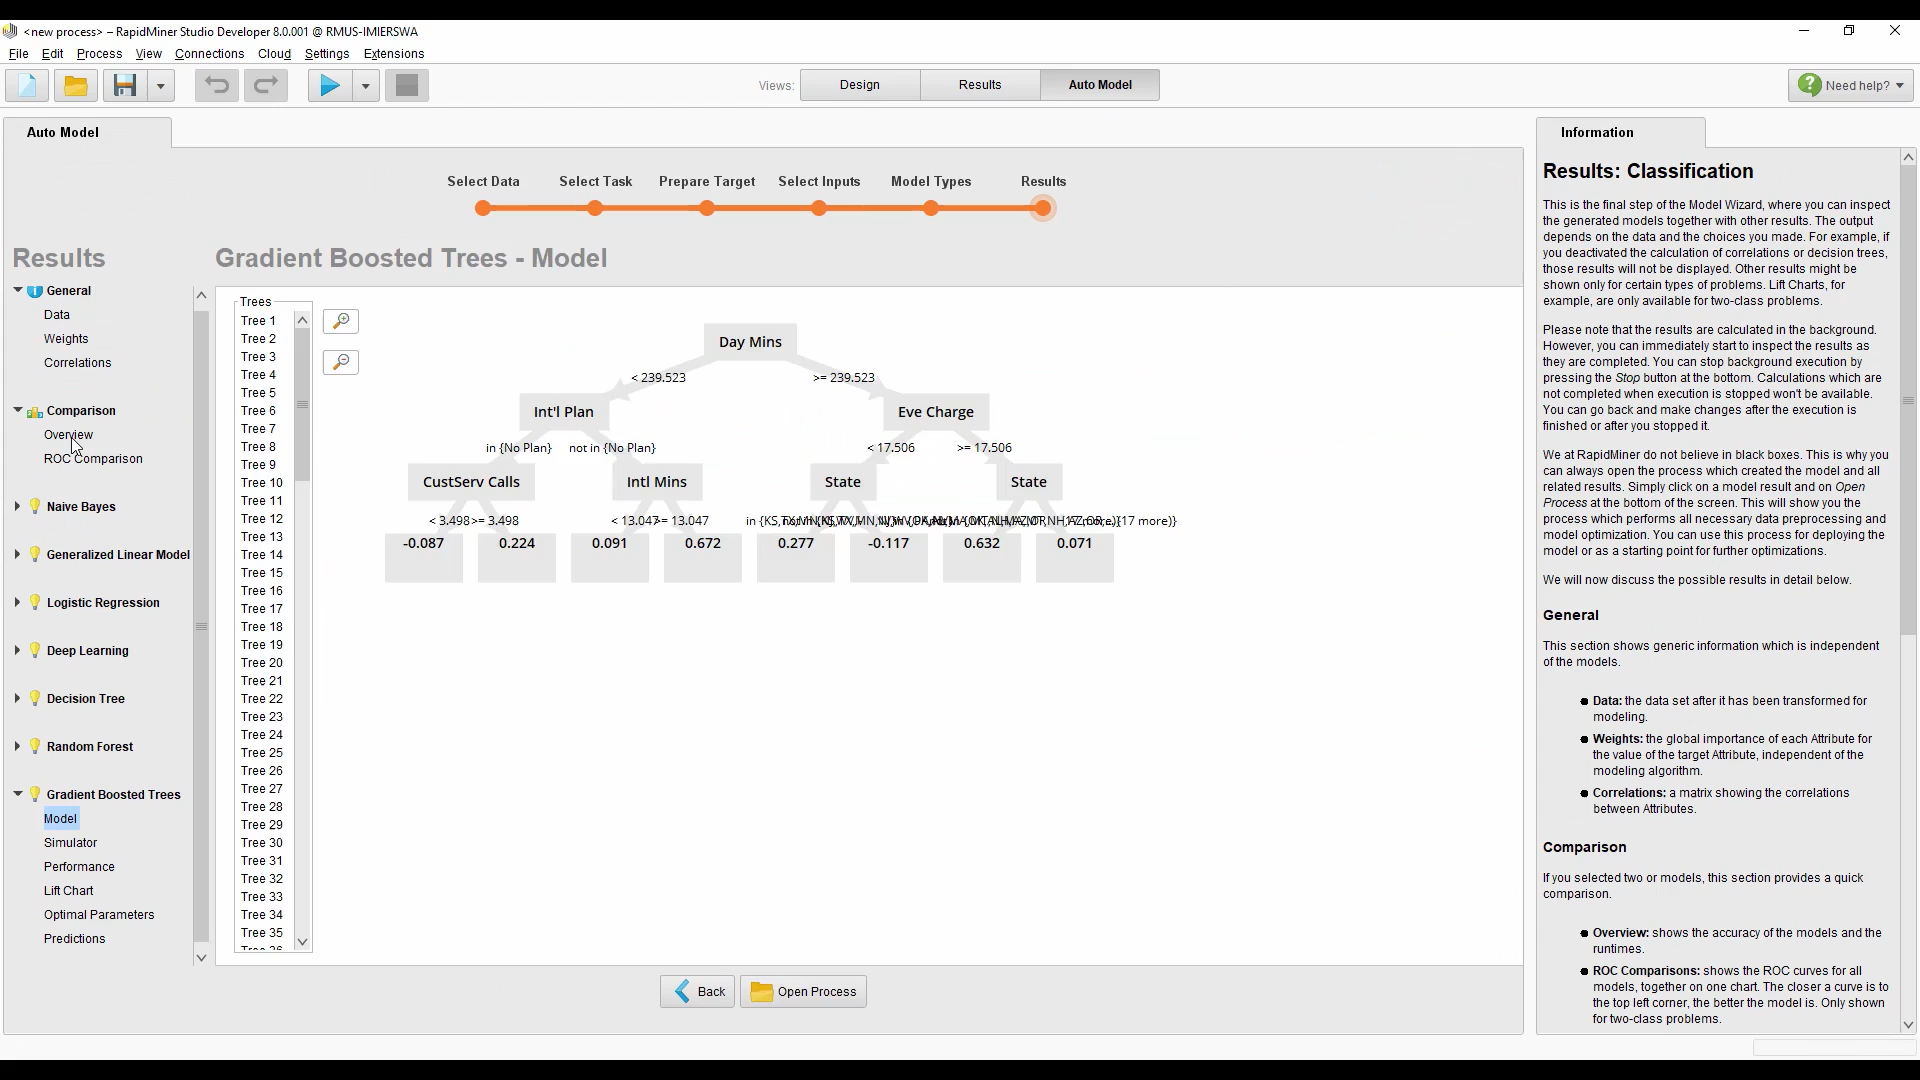 <new process> – RapidMiner Studio Developer 8.0.001 @ RMUS-IMIERSWA
File Edit Process View Connections Cloud Settings Extensions
Views: Design Results Auto Model
Need help?
Auto Model
Select Data Select Task Prepare Target Select Inputs Model Types Results
Results
General
Data
Weights
Correlations
Comparison
Overview
ROC Comparison
Naive Bayes
Generalized Linear Model
Logistic Regression
Deep Learning
Decision Tree
Random Forest
Gradient Boosted Trees
Model
Simulator
Performance
Lift Chart
Optimal Parameters
Predictions
Gradient Boosted Trees - Model
Trees
Tree 1
Tree 2
Tree 3
Tree 4
Tree 5
Tree 6
Tree 7
Tree 8
Tree 9
Tree 10
Tree 11
Tree 12
Tree 13
Tree 14
Tree 15
Tree 16
Tree 17
Tree 18
Tree 19
Tree 20
Tree 21
Tree 22
Tree 23
Tree 24
Tree 25
Tree 26
Tree 27
Tree 28
Tree 29
Tree 30
Tree 31
Tree 32
Tree 33
Tree 34
Tree 35
Day Mins
< 239.523 >= 239.523
Int'l Plan Eve Charge
in {No Plan} not in {No Plan} < 17.506 >= 17.506
CustServ Calls Intl Mins State State
< 3.498 >= 3.498 < 13.047 >= 13.047 in {KS, (17 more)}
-0.087 0.224 0.091 0.672 0.277 -0.117 0.632 0.071
Back Open Process
Information
Results: Classification
This is the final step of the Model Wizard, where you can inspect
the generated models together with other results. The output
depends on the data and the choices you made. For example, if
you deactivated the calculation of correlations or decision trees,
those results will not be displayed. Other results might be
shown only for certain types of problems. Lift Charts, for
example, are only available for two-class problems.
Please note that the results are calculated in the background.
However, you can immediately start to inspect the results as
they are completed. You can stop background execution by
pressing the Stop button at the bottom. Calculations which are
not completed when execution is stopped won't be available.
You can go back and make changes after the execution is
finished or after you stopped it.
We at RapidMiner do not believe in black boxes. This is why you
can always open the process which created the model and all
related results. Simply click on a model result and on Open
Process at the bottom of the screen. This will show you the
process which performs all necessary data preprocessing and
model optimization. You can use this process for deploying the
model or as a starting point for further optimizations.
We will now discuss the possible results in detail below.
General
This section shows generic information which is independent
of the models.
Data: the data set after it has been transformed for
modeling.
Weights: the global importance of each Attribute for
the value of the target Attribute, independent of the
modeling algorithm.
Correlations: a matrix showing the correlations
between Attributes.
Comparison
If you selected two or models, this section provides a quick
comparison.
Overview: shows the accuracy of the models and the
runtimes.
ROC Comparisons: shows the ROC curves for all
models, together on one chart. The closer a curve is to
the top left corner, the better the model is. Only shown
for two-class problems.